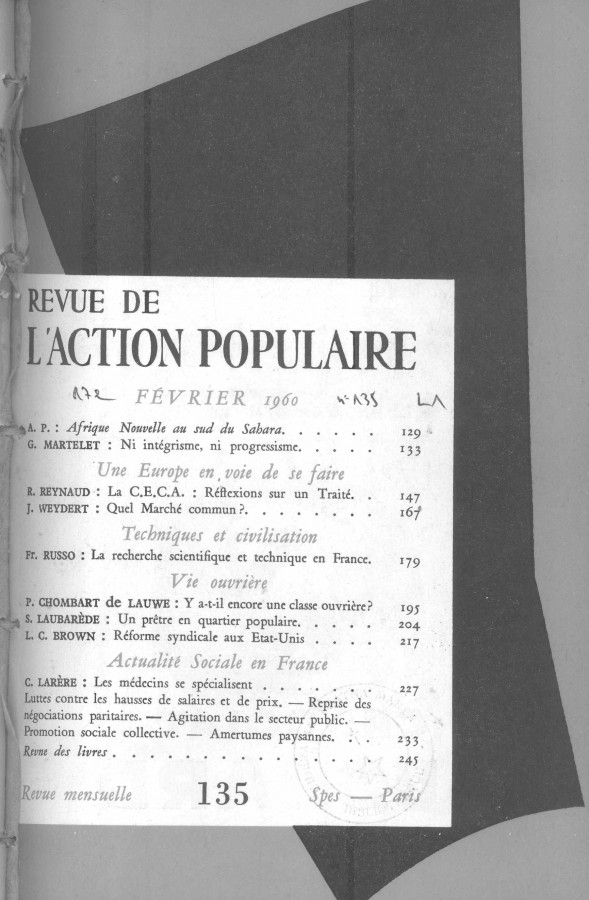 REVUE DE
L'ACTION POPULAIRE
172 FÉVRIER 1960 n° 135
A. P. : Afrique Nouvelle au sud du Sahara. . . . . . 129
G. MARTELET : Ni intégrisme, ni progressisme. . . . . 133
Une Europe en voie de se faire
R. REYNAUD : La C.E.C.A. : Réflexions sur un Traité. . 147
J. WEYDERT : Quel Marché commun ?. . . . . . . . 167
Techniques et civilisation
Fr. RUSSO : La recherche scientifique et technique en France. 179
Vie ouvrière
P. CHOMBART de LAUWE : Y a-t-il encore une classe ouvrière? 195
S. LAUBARÈDE : Un prêtre en quartier populaire. . . . . 204
L. C. BROWN : Réforme syndicale aux Etat-Unis . . . . 217
Actualité Sociale en France
C. LARÈRE : Les médecins se spécialisent . . . . . . . 227
Luttes contre les hausses de salaires et de prix. — Reprise des
négociations paritaires. — Agitation dans le secteur public. —
Promotion sociale collective. — Amertumes paysannes. . . 233
Revue des livres . . . . . . . . . . . . . . . . 245
Revue mensuelle 135 Spes — Paris